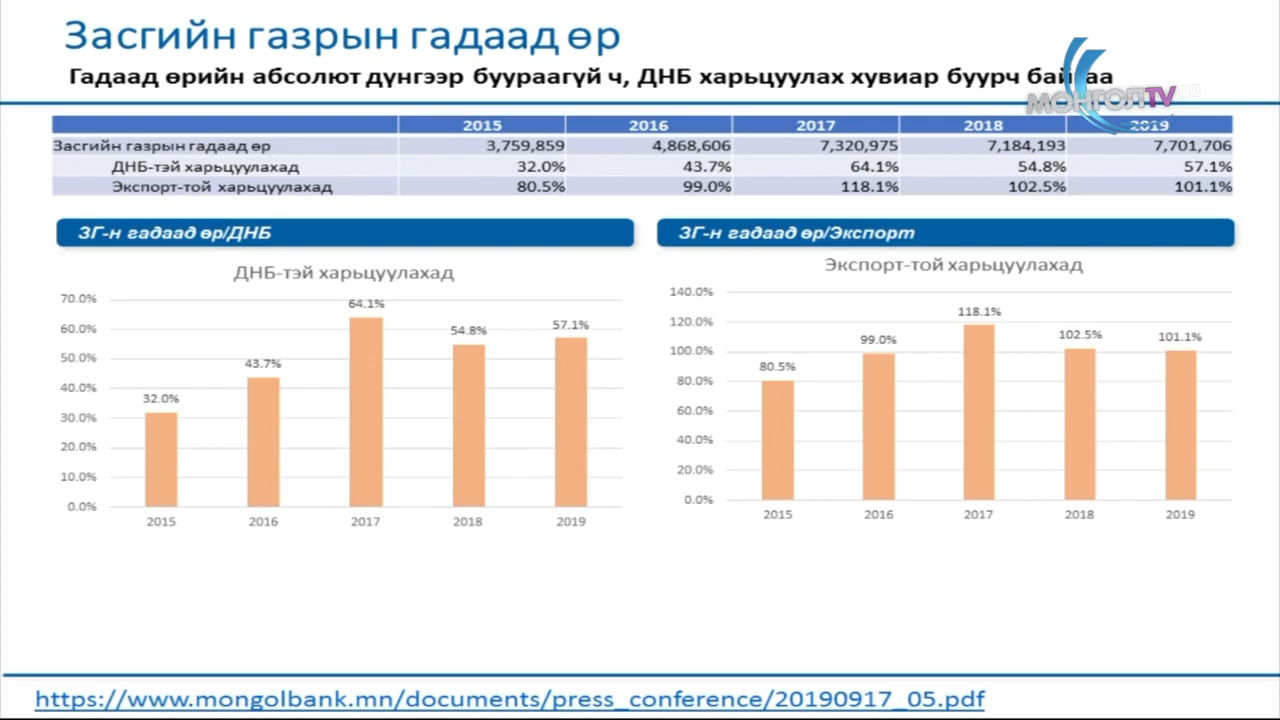 Засгийн газрын гадаад өр
Гадаад өрийн абсолют дүнгээр буураагүй ч, ДНБ харьцуулах хувиар буурч байгаа
МОНГОЛTV
2015 2016 2017 2018 2019
Засгийн газрын гадаад өр 3,759,859 4,868,606 7,320,975 7,184,193 7,701,706
ДНБ-тэй харьцуулахад 32.0% 43.7% 64.1% 54.8% 57.1%
Экспорт-той харьцуулахад 80.5% 99.0% 118.1% 102.5% 101.1%
ЗГ-н гадаад өр/ДНБ
ДНБ-тэй харьцуулахад
70.0%
60.0%
50.0%
40.0%
30.0%
20.0%
10.0%
0.0%
32.0% 43.7% 64.1% 54.8% 57.1%
2015 2016 2017 2018 2019
ЗГ-н гадаад өр/Экспорт
Экспорт-той харьцуулахад
140.0%
120.0%
100.0%
80.0%
60.0%
40.0%
20.0%
0.0%
80.5% 99.0% 118.1% 102.5% 101.1%
2015 2016 2017 2018 2019
https://www.mongolbank.mn/documents/press_conference/20190917_05.pdf